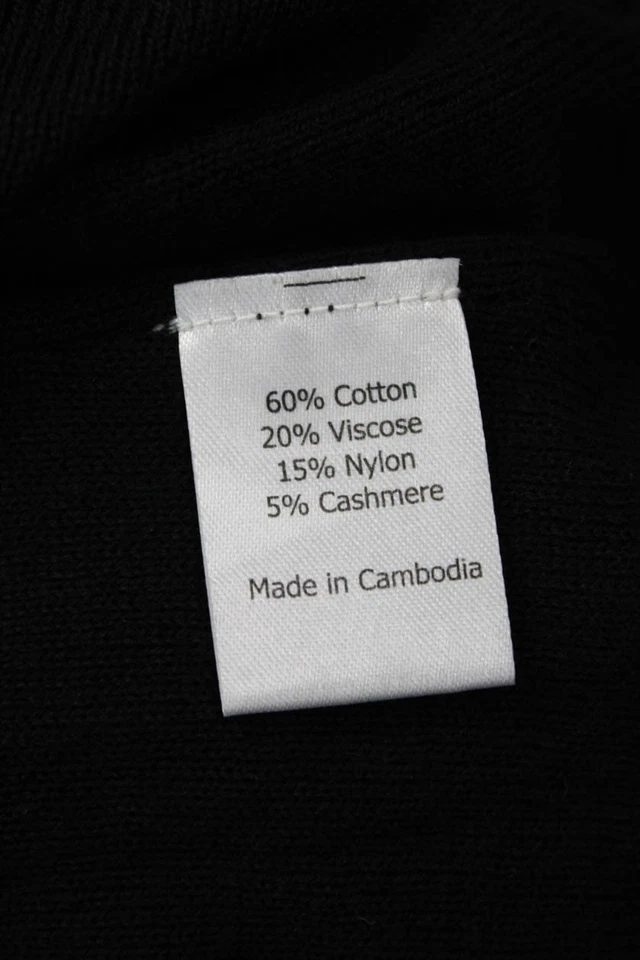 60% Cotton
20% Viscose
15% Nylon
5% Cashmere
Made in Cambodia